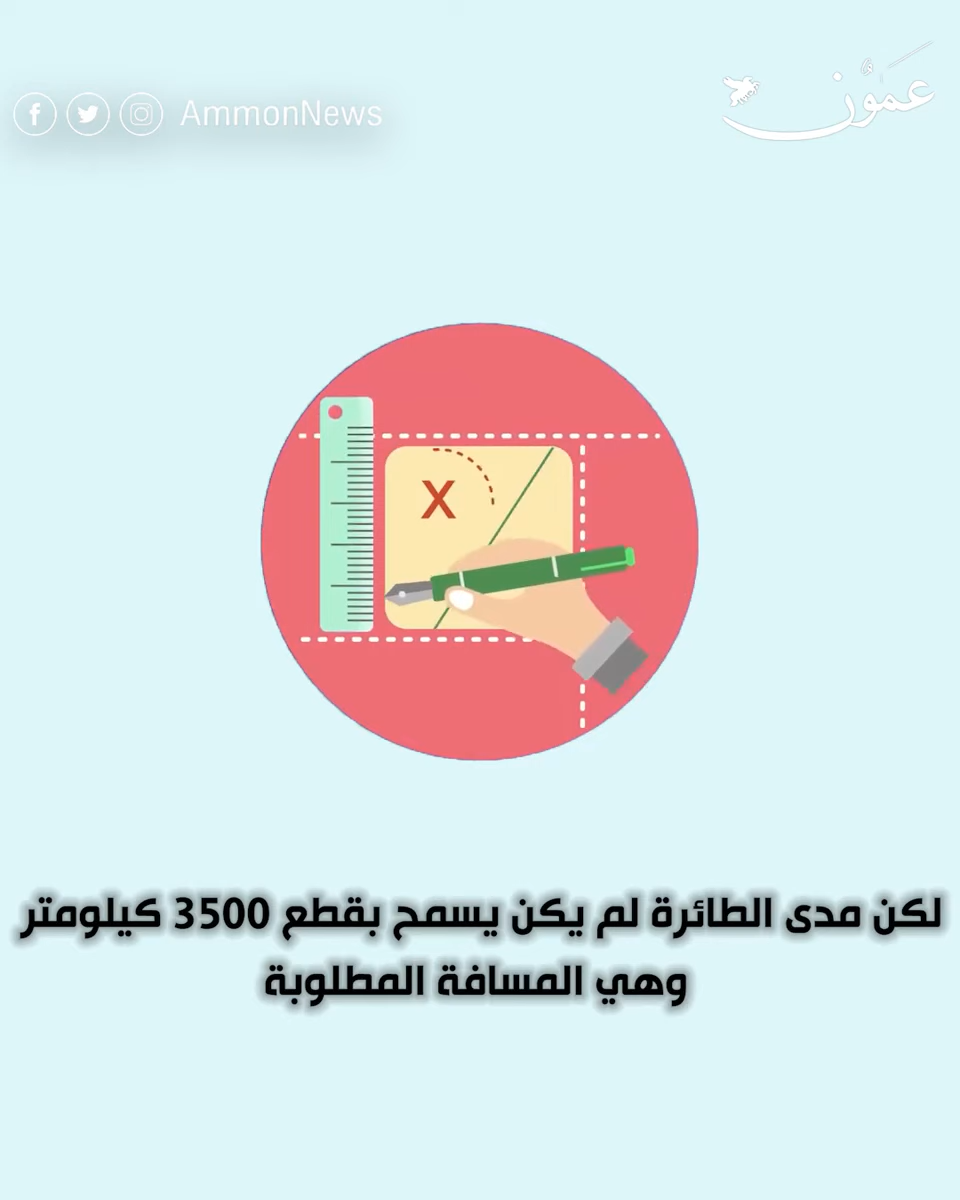 AmmonNews
عمون
X
لكن مدى الطائرة لم يكن يسمح بقطع 3500 كيلومتر
وهي المسافة المطلوبة